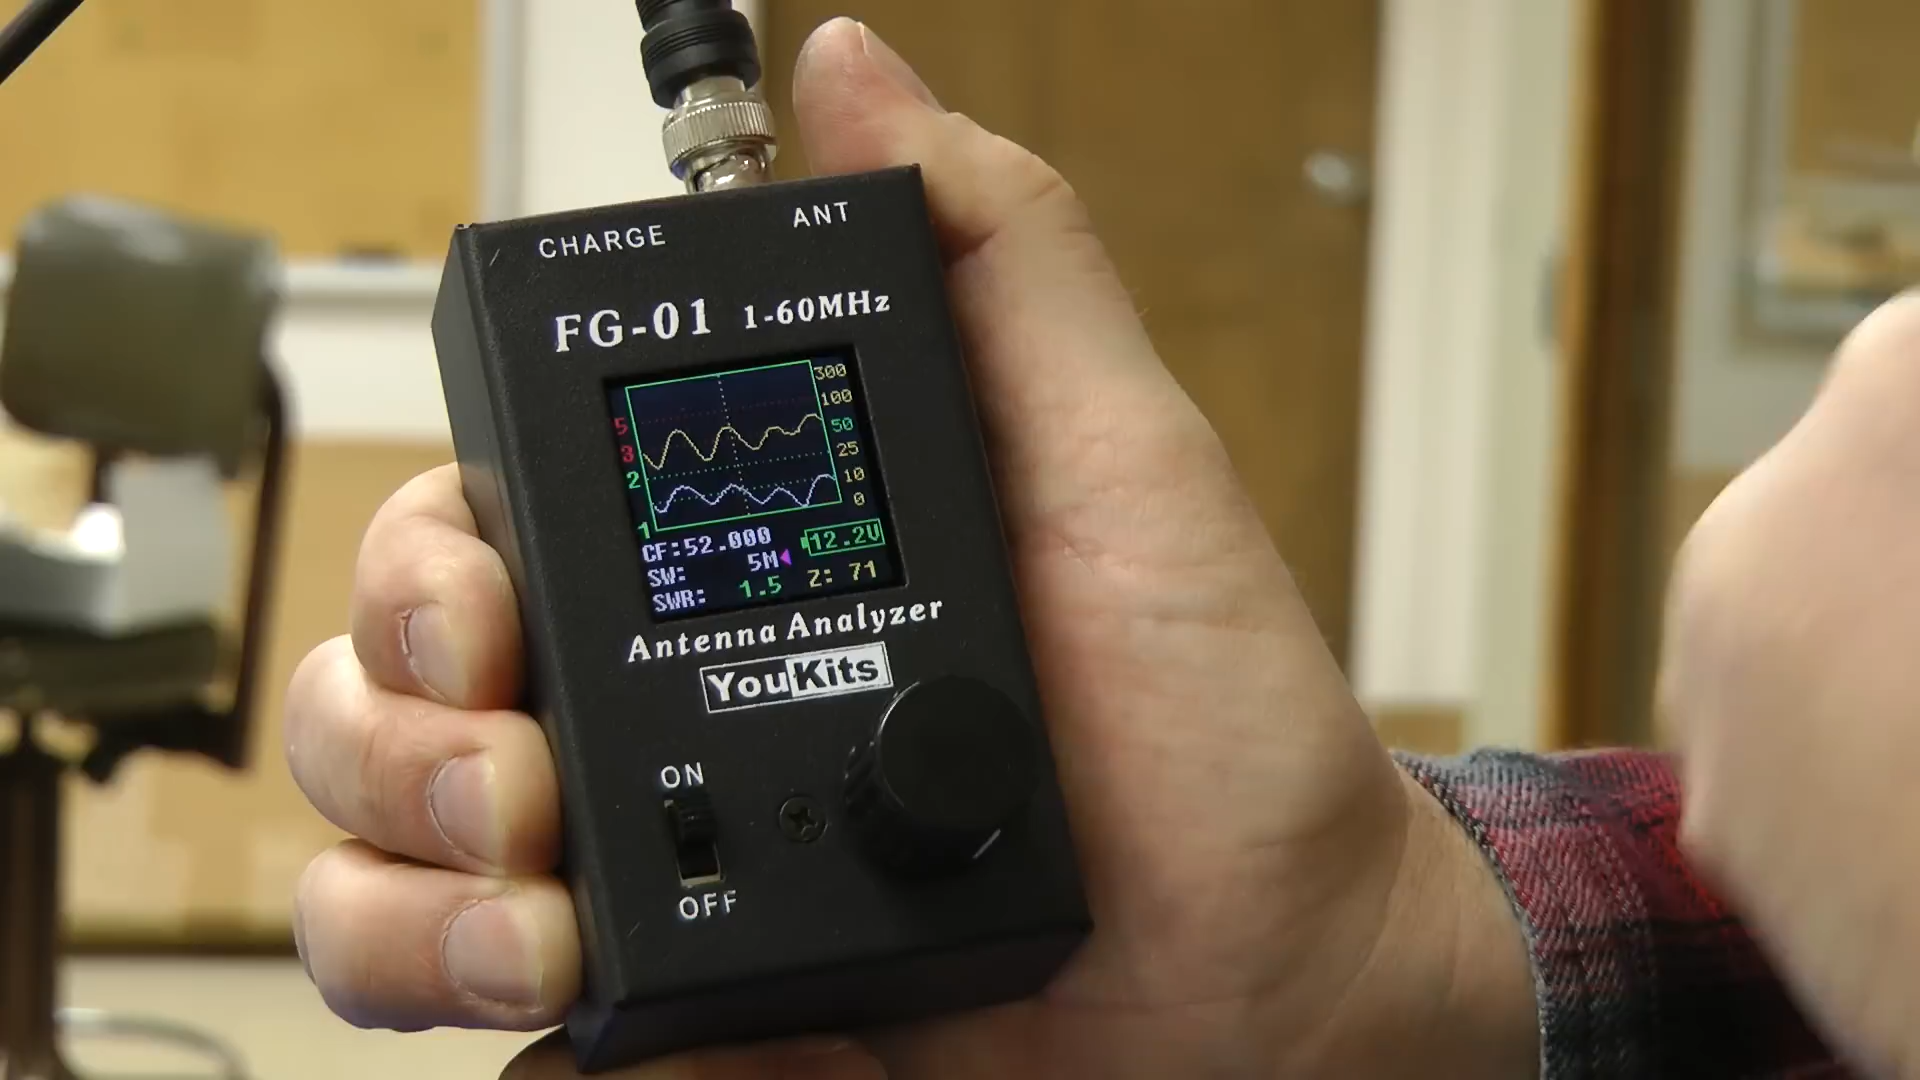 CHARGE ANT
FG-01 1-60MHz
300
100
5 50
3 25
2 10
0
1
CF:52.000 12.2V
SW: 5M
SWR: 1.5 Z: 71
Antenna Analyzer
YouKits
ON
OFF